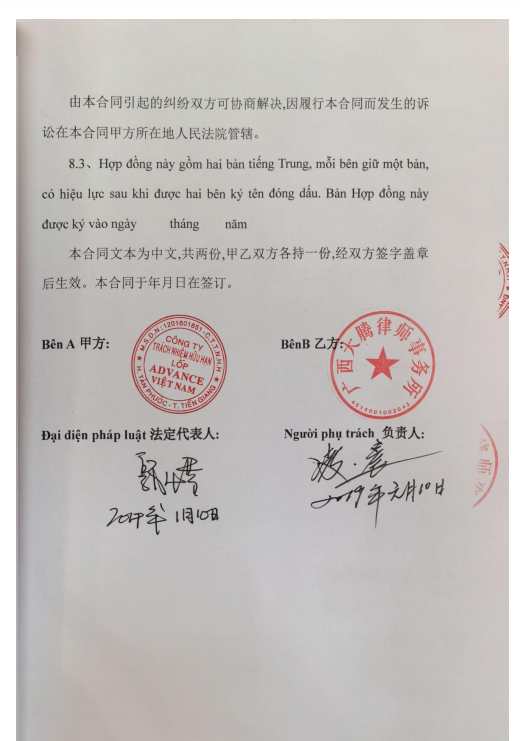 由本合同引起的纠纷双方可协商解决,因履行本合同而发生的诉
讼在本合同甲方所在地人民法院管辖。
8.3、Hợp đồng này gồm hai bản tiếng Trung, mỗi bên giữ một bản,
có hiệu lực sau khi được hai bên ký tên đóng dấu. Bản Hợp đồng này
được ký vào ngày tháng năm
本合同文本为中文,共两份,甲乙双方各持一份,经双方签字盖章
后生效。本合同于年月日在签订。
Bên A 甲方:
M.S.D.N: 1201601651-C.T.T.N.H.H
CÔNG TY
TRÁCH NHIỆM HỮU HẠN
LỐP
ADVANCE
VIỆT NAM
H.TÂN PHƯỚC - T. TIỀN GIANG
BênB 乙方:
广西大腾律师事务所
Đại diện pháp luật 法定代表人:
Người phụ trách 负责人:
1月10日
2019年元月10日
律师